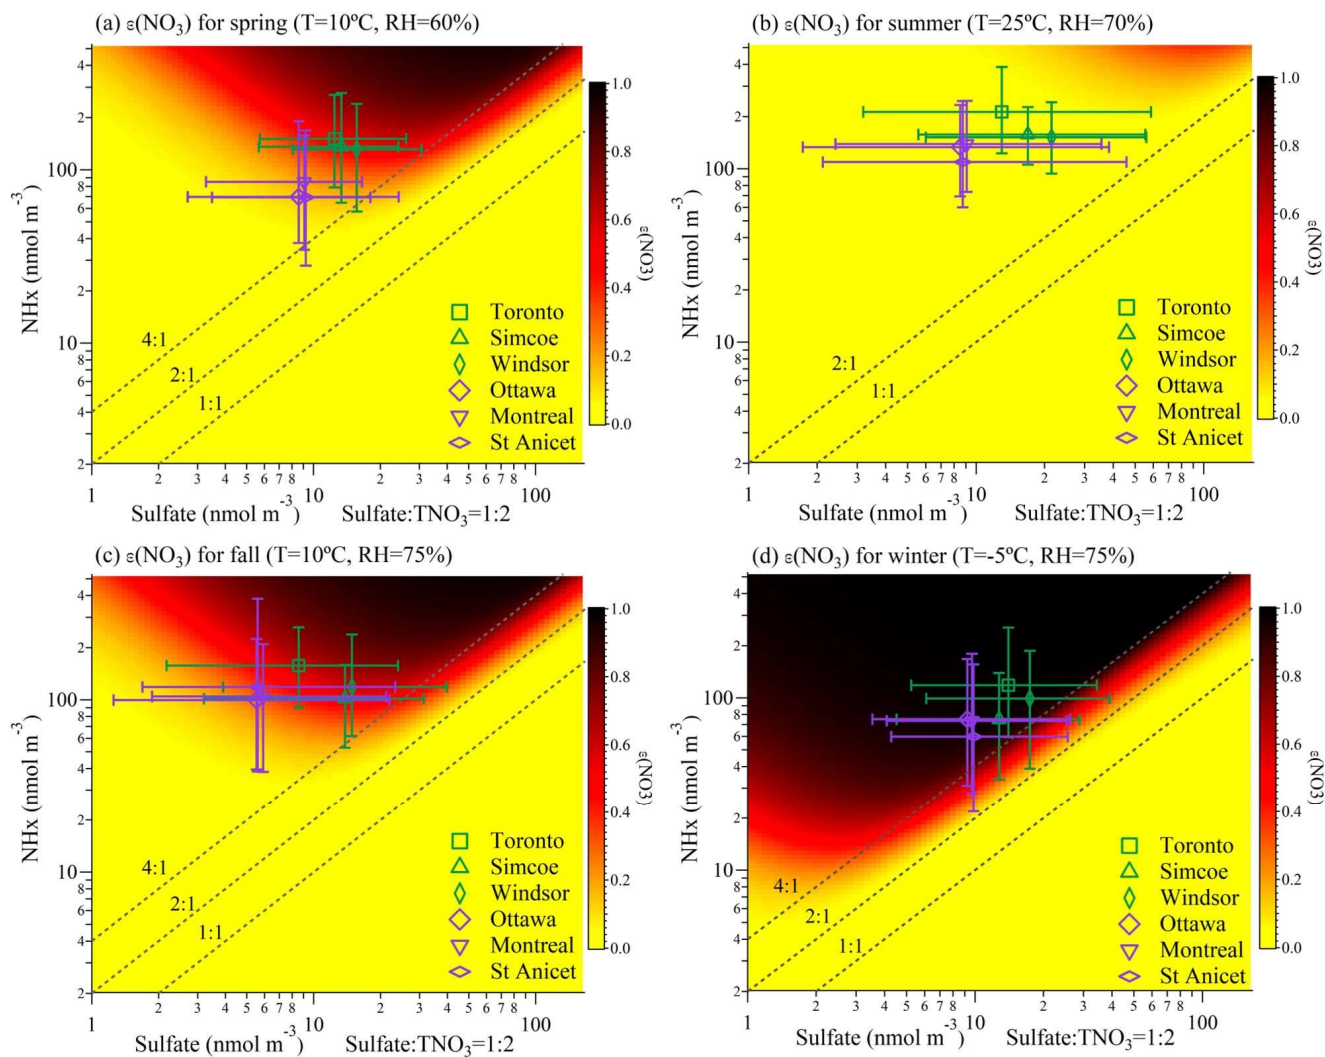 (a) ε(NO₃) for spring (T=10ºC, RH=60%)
4
3
2
100
8
6
4
3
2
10
8
6
4
3
2
NHx (nmol m⁻³)
4:1
2:1
1:1
Toronto
Simcoe
Windsor
Ottawa
Montreal
St Anicet
2 3 4 5 6 7 8 2 3 4 5 6 7 8
1 10 100
Sulfate (nmol m⁻³) Sulfate:TNO₃=1:2
1.0
0.8
0.6
0.4
0.2
0.0
ε(NO3)
(b) ε(NO₃) for summer (T=25ºC, RH=70%)
4
3
2
100
8
6
4
3
2
10
8
6
4
3
2
NHx (nmol m⁻³)
2:1
1:1
Toronto
Simcoe
Windsor
Ottawa
Montreal
St Anicet
2 3 4 5 6 7 8 2 3 4 5 6 7 8
1 10 100
Sulfate (nmol m⁻³) Sulfate:TNO₃=1:2
1.0
0.8
0.6
0.4
0.2
0.0
ε(NO3)
(c) ε(NO₃) for fall (T=10ºC, RH=75%)
4
3
2
100
8
6
4
3
2
10
8
6
4
3
2
NHx (nmol m⁻³)
4:1
2:1
1:1
Toronto
Simcoe
Windsor
Ottawa
Montreal
St Anicet
2 3 4 5 6 7 8 2 3 4 5 6 7 8
1 10 100
Sulfate (nmol m⁻³) Sulfate:TNO₃=1:2
1.0
0.8
0.6
0.4
0.2
0.0
ε(NO3)
(d) ε(NO₃) for winter (T=-5ºC, RH=75%)
4
3
2
100
8
6
4
3
2
10
8
6
4
3
2
NHx (nmol m⁻³)
4:1
2:1
1:1
Toronto
Simcoe
Windsor
Ottawa
Montreal
St Anicet
2 3 4 5 6 7 8 2 3 4 5 6 7 8
1 10 100
Sulfate (nmol m⁻³) Sulfate:TNO₃=1:2
1.0
0.8
0.6
0.4
0.2
0.0
ε(NO3)